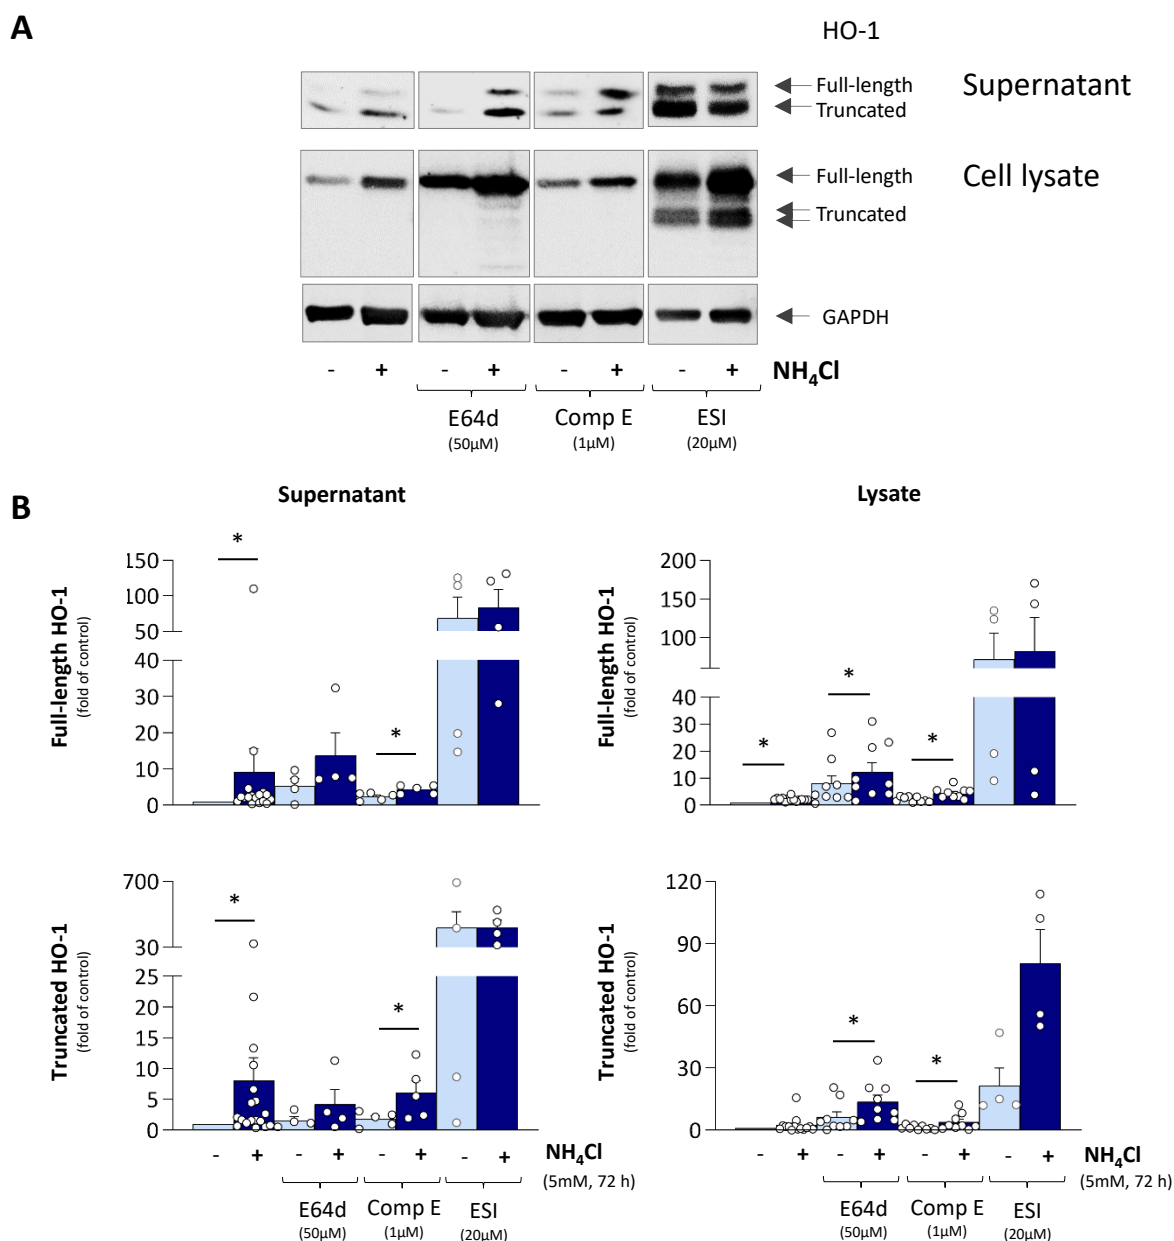 A
HO-1
Full-length
Truncated
Supernatant
Full-length
Truncated
Cell lysate
GAPDH
- + - + - + - + NH4Cl
E64d Comp E ESI
(50µM) (1µM) (20µM)
B
Supernatant
Lysate
Full-length HO-1
(fold of control)
150
100
50
40
30
20
10
0
*
*
Full-length HO-1
(fold of control)
200
150
100
50
40
30
20
10
0
*
*
*
Truncated HO-1
(fold of control)
700
30
25
20
15
10
5
0
*
*
Truncated HO-1
(fold of control)
120
90
60
30
0
*
*
- + - + - + - + NH4Cl
(5mM, 72 h)
E64d Comp E ESI
(50µM) (1µM) (20µM)
- + - + - + - + NH4Cl
(5mM, 72 h)
E64d Comp E ESI
(50µM) (1µM) (20µM)